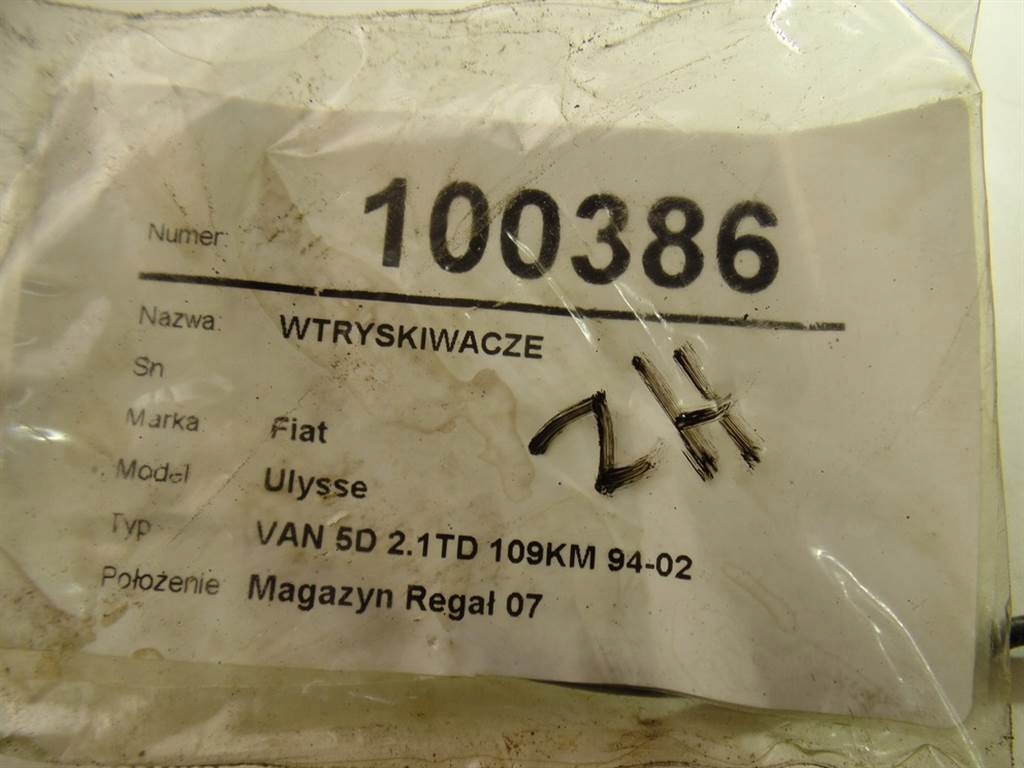 Numer: 100386
Nazwa: WTRYSKIWACZE
Sn
2H
Marka Fiat
Model Ulysse
Typ VAN 5D 2.1TD 109KM 94-02
Położenie Magazyn Regał 07